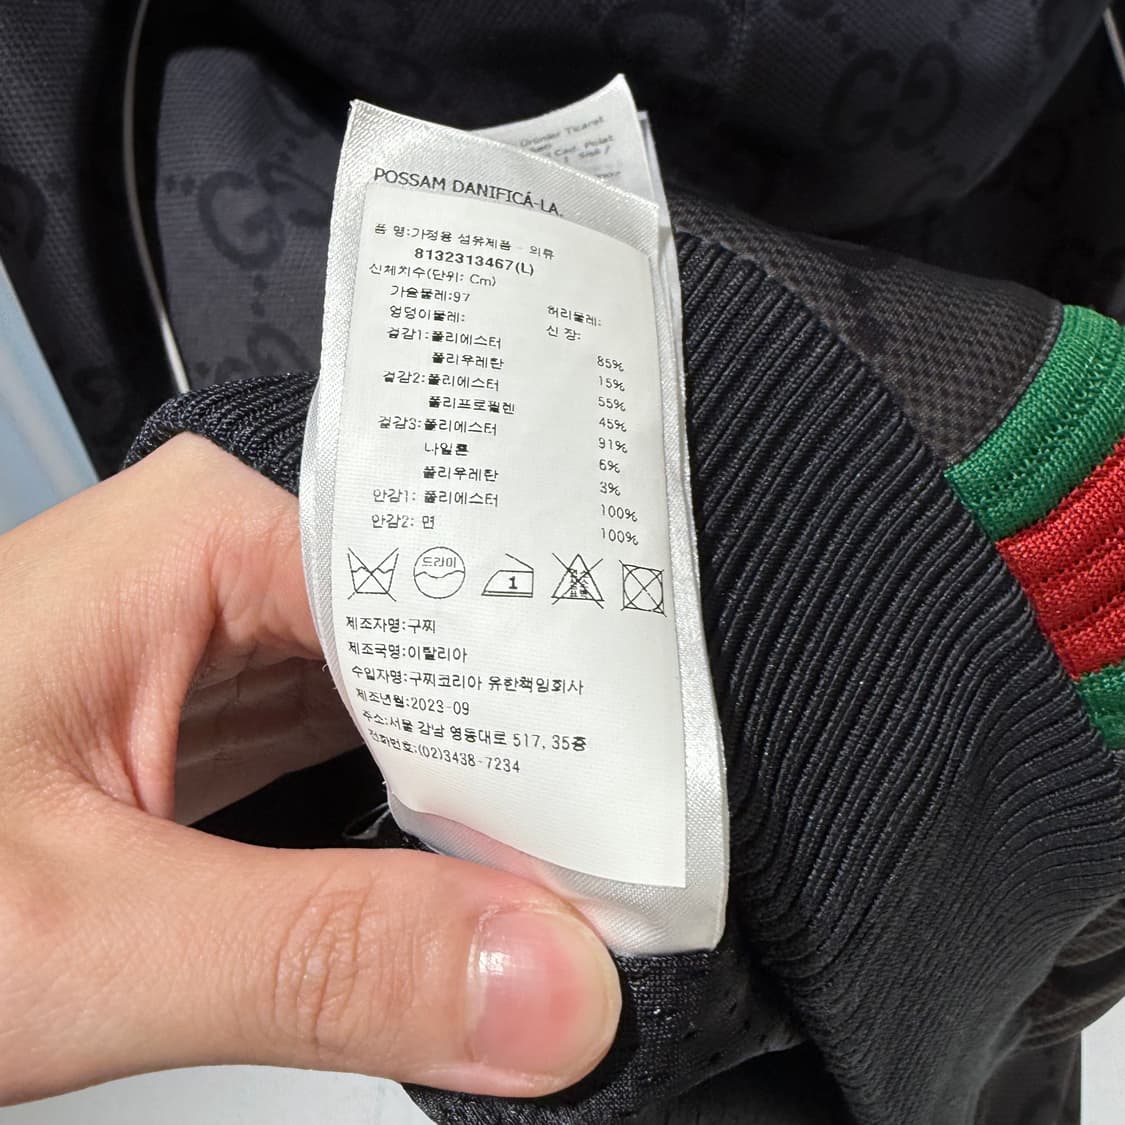 Ürünler Ticaret
Cad. Polat
POSSAM DANIFICÁ-LA.
품 명:가정용 섬유제품 - 의류
8132313467(L)
신체치수(단위: Cm)
가슴둘레:97
허리둘레:
엉덩이둘레:
신 장:
겉감1:폴리에스터 85%
폴리우레탄 15%
겉감2:폴리에스터 55%
폴리프로필렌 45%
겉감3:폴리에스터 91%
나일론 6%
폴리우레탄 3%
안감1: 폴리에스터 100%
안감2: 면 100%
드라이
1
제조자명:구찌
제조국명:이탈리아
수입자명:구찌코리아 유한책임회사
제조년월:2023-09
주소:서울 강남 영동대로 517, 35층
전화번호:(02)3438-7234